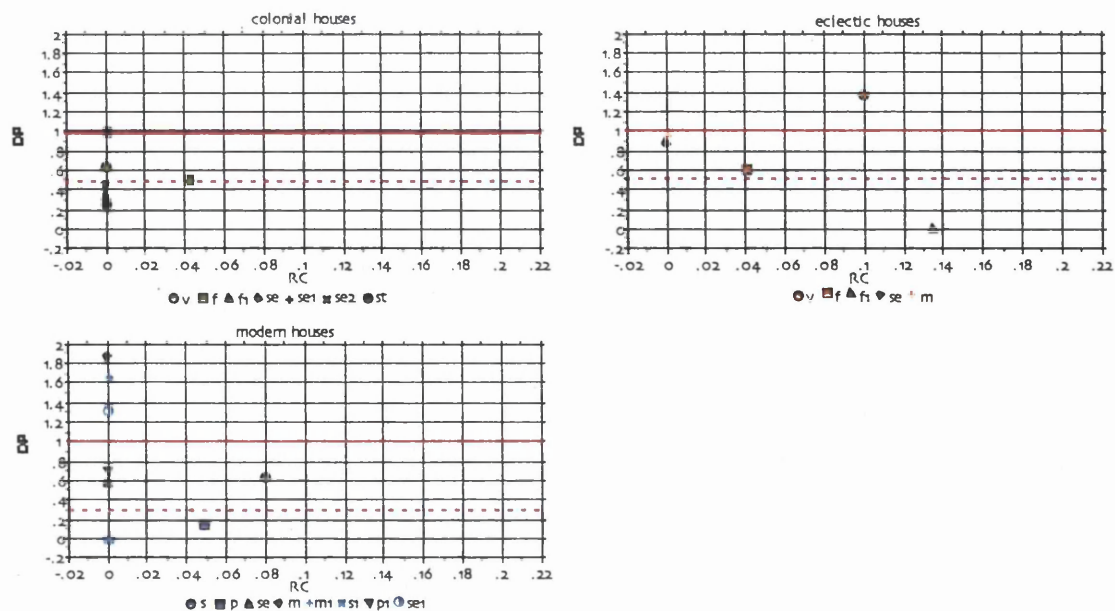 colonial houses
2
1.8
1.6
1.4
1.2
1
.8
.6
.4
.2
0
-.2
DP
-.02 0 .02 .04 .06 .08 .1 .12 .14 .16 .18 .2 .22
RC
v f f1 se se1 se2 st
eclectic houses
2
1.8
1.6
1.4
1.2
1
.8
.6
.4
.2
0
-.2
DP
-.02 0 .02 .04 .06 .08 .1 .12 .14 .16 .18 .2 .22
RC
v f f1 se m
modern houses
2
1.8
1.6
1.4
1.2
1
.8
.6
.4
.2
0
-.2
DP
-.02 0 .02 .04 .06 .08 .1 .12 .14 .16 .18 .2 .22
RC
s p se m m1 s1 p1 se1